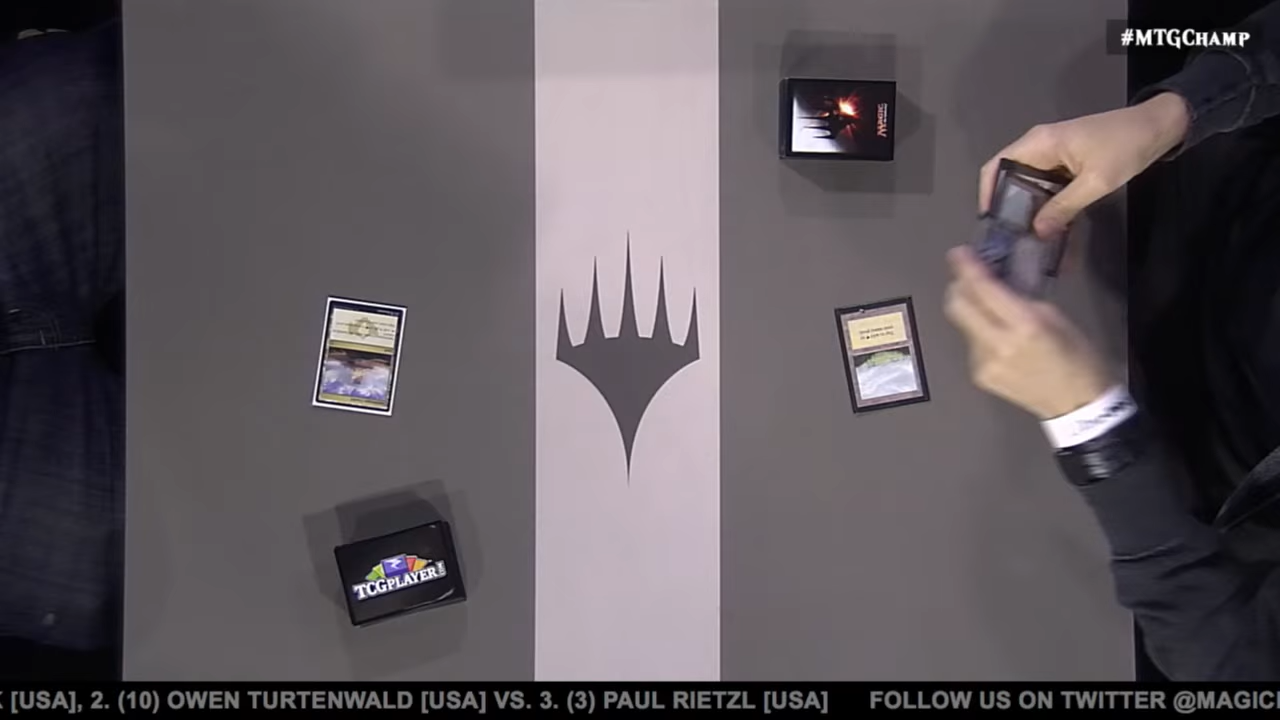 #MTGCHAMP
MAGIC
TCGPLAYER
[USA], 2. (10) OWEN TURTENWALD [USA] VS. 3. (3) PAUL RIETZL [USA] FOLLOW US ON TWITTER @MAGIC